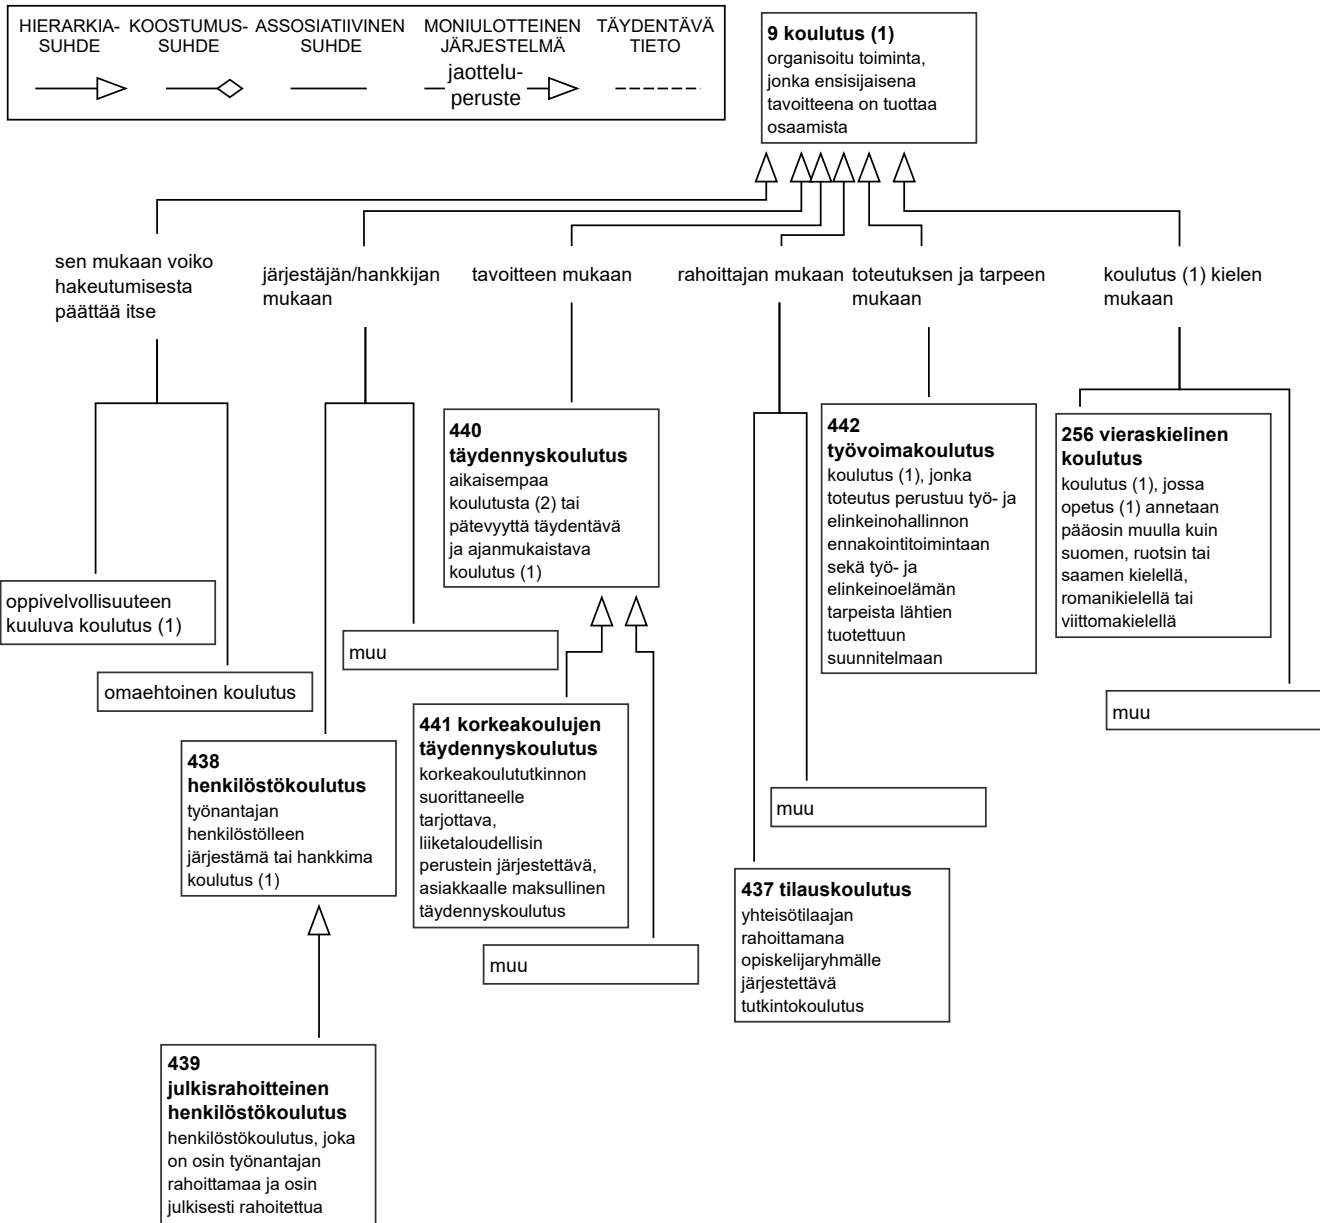 HIERARKIA-
SUHDE
KOOSTUMUS-
SUHDE
ASSOSIATIIVINEN
SUHDE
MONIULOTTEINEN
JÄRJESTELMÄ
jaottelu-
peruste
TÄYDENTÄVÄ
TIETO
9 koulutus (1)
organisoitu toiminta,
jonka ensisijaisena
tavoitteena on tuottaa
osaamista
sen mukaan voiko
hakeutumisesta
päättää itse
järjestäjän/hankkijan
mukaan
tavoitteen mukaan
rahoittajan mukaan
toteutuksen ja tarpeen
mukaan
koulutus (1) kielen
mukaan
oppivelvollisuuteen
kuuluva koulutus (1)
omaehtoinen koulutus
438
henkilöstökoulutus
työnantajan
henkilöstölleen
järjestämä tai hankkima
koulutus (1)
muu
439
julkisrahoitteinen
henkilöstökoulutus
henkilöstökoulutus, joka
on osin työnantajan
rahoittamaa ja osin
julkisesti rahoitettua
440
täydennyskoulutus
aikaisempaa
koulutusta (2) tai
pätevyyttä täydentävä
ja ajanmukaistava
koulutus (1)
441 korkeakoulujen
täydennyskoulutus
korkeakoulututkinnon
suorittaneelle
tarjottava,
liiketaloudellisin
perustein järjestettävä,
asiakkaalle maksullinen
täydennyskoulutus
muu
437 tilauskoulutus
yhteisötilaajan
rahoittamana
opiskelijaryhmälle
järjestettävä
tutkintokoulutus
muu
442
työvoimakoulutus
koulutus (1), jonka
toteutus perustuu työ- ja
elinkeinohallinnon
ennakointitoimintaan
sekä työ- ja
elinkeinoelämän
tarpeista lähtien
tuotettuun
suunnitelmaan
256 vieraskielinen
koulutus
koulutus (1), jossa
opetus (1) annetaan
pääosin muulla kuin
suomen, ruotsin tai
saamen kielellä,
romanikielellä tai
viittomakielellä
muu